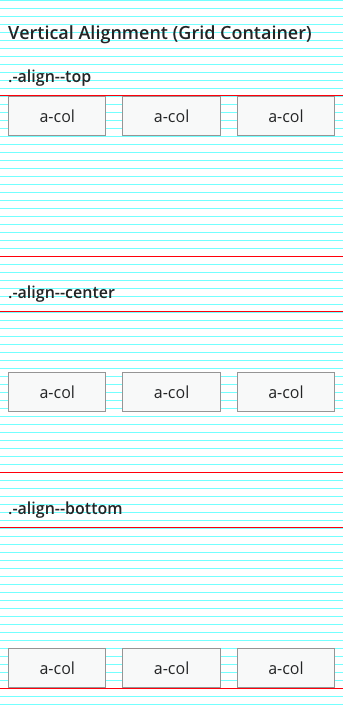 Vertical Alignment (Grid Container)
.-align--top
a-col a-col a-col
.-align--center
a-col a-col a-col
.-align--bottom
a-col a-col a-col